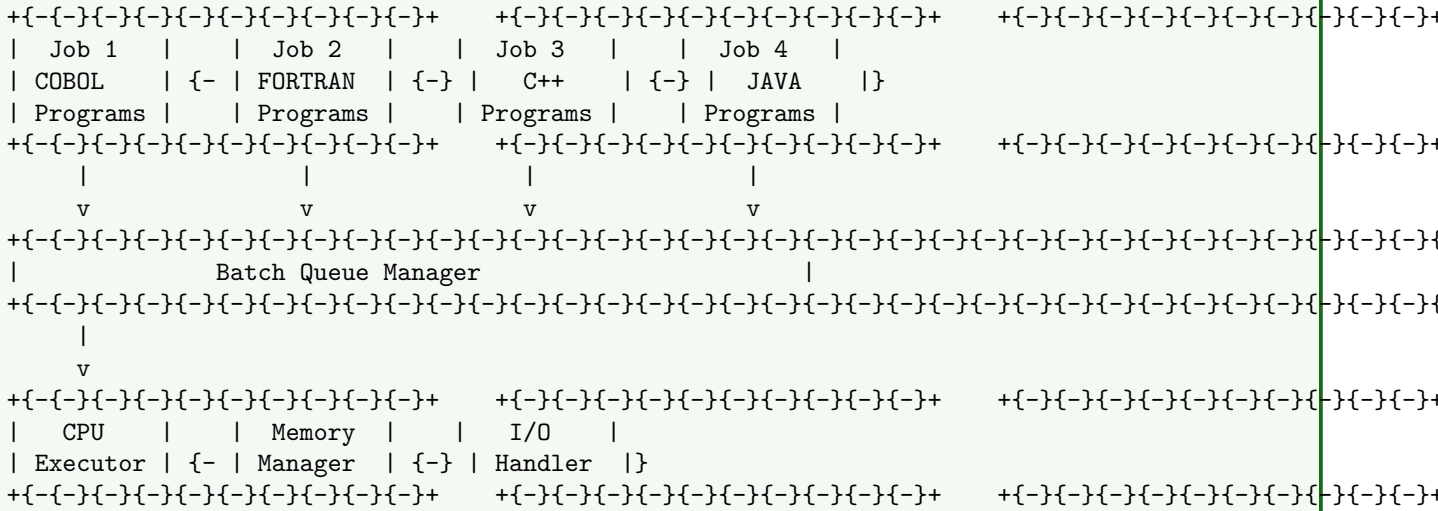 +{-{-}{-}{-}{-}{-}{-}{-}{-}+    +{-}{-}{-}{-}{-}{-}{-}{-}{-}{-}+    +{-}{-}{-}{-}{-}{-}{-}{-}{-}+
|  Job 1   |    |  Job 2   |    |  Job 3   |    |  Job 4   |
| COBOL    | {- | FORTRAN  | {-} |   C++    | {-} |  JAVA    |}
| Programs |    | Programs |    | Programs |    | Programs |
+{-{-}{-}{-}{-}{-}{-}{-}{-}+    +{-}{-}{-}{-}{-}{-}{-}{-}{-}{-}+    +{-}{-}{-}{-}{-}{-}{-}{-}{-}+
|               |               |               |
v               v               v               v
+{-{-}{-}{-}{-}{-}{-}{-}{-}{-}{-}{-}{-}{-}{-}{-}{-}{-}{-}{-}{-}{-}{-}{-}{-}{-}{-}{-}{-}{-}{-}{
|              Batch Queue Manager                       |
+{-{-}{-}{-}{-}{-}{-}{-}{-}{-}{-}{-}{-}{-}{-}{-}{-}{-}{-}{-}{-}{-}{-}{-}{-}{-}{-}{-}{-}{-}{-}{
|
v
+{-{-}{-}{-}{-}{-}{-}{-}{-}+    +{-}{-}{-}{-}{-}{-}{-}{-}{-}{-}+    +{-}{-}{-}{-}{-}{-}{-}{-}{-}+
|   CPU    |    |  Memory  |    |   I/O    |
| Executor | {- | Manager  | {-} | Handler  |}
+{-{-}{-}{-}{-}{-}{-}{-}{-}+    +{-}{-}{-}{-}{-}{-}{-}{-}{-}{-}+    +{-}{-}{-}{-}{-}{-}{-}{-}{-}+